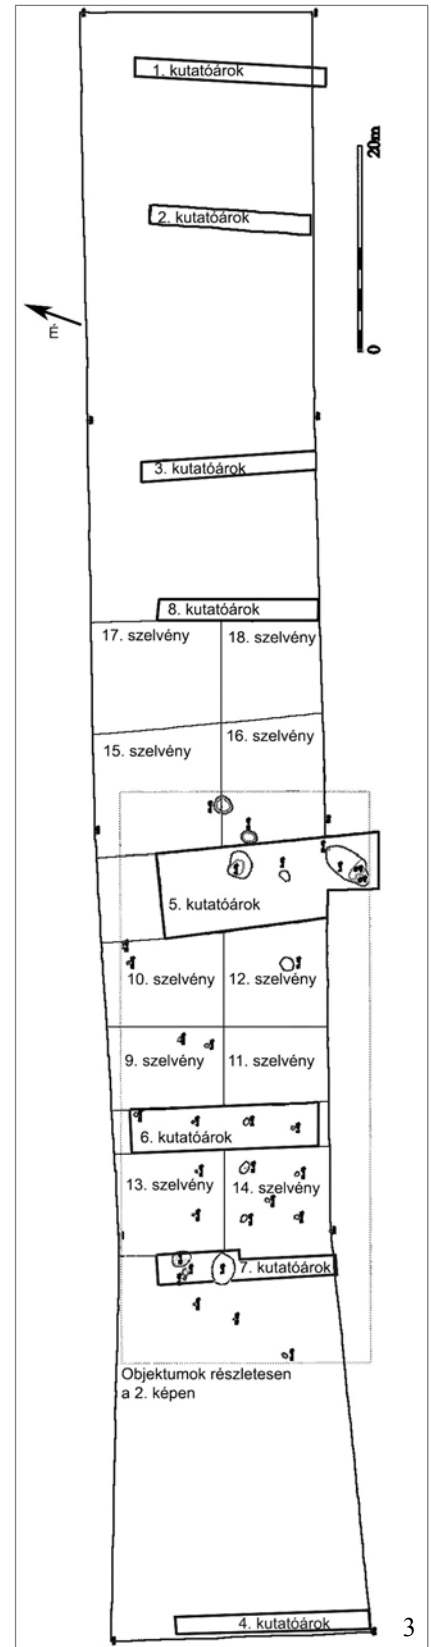 1. kutatóárok
20m
2. kutatóárok
É
0
3. kutatóárok
8. kutatóárok
17. szelvény
18. szelvény
15. szelvény
16. szelvény
5. kutatóárok
10. szelvény
12. szelvény
9. szelvény
11. szelvény
6. kutatóárok
13. szelvény
14. szelvény
7. kutatóárok
Objektumok részletesen
a 2. képen
4. kutatóárok
3